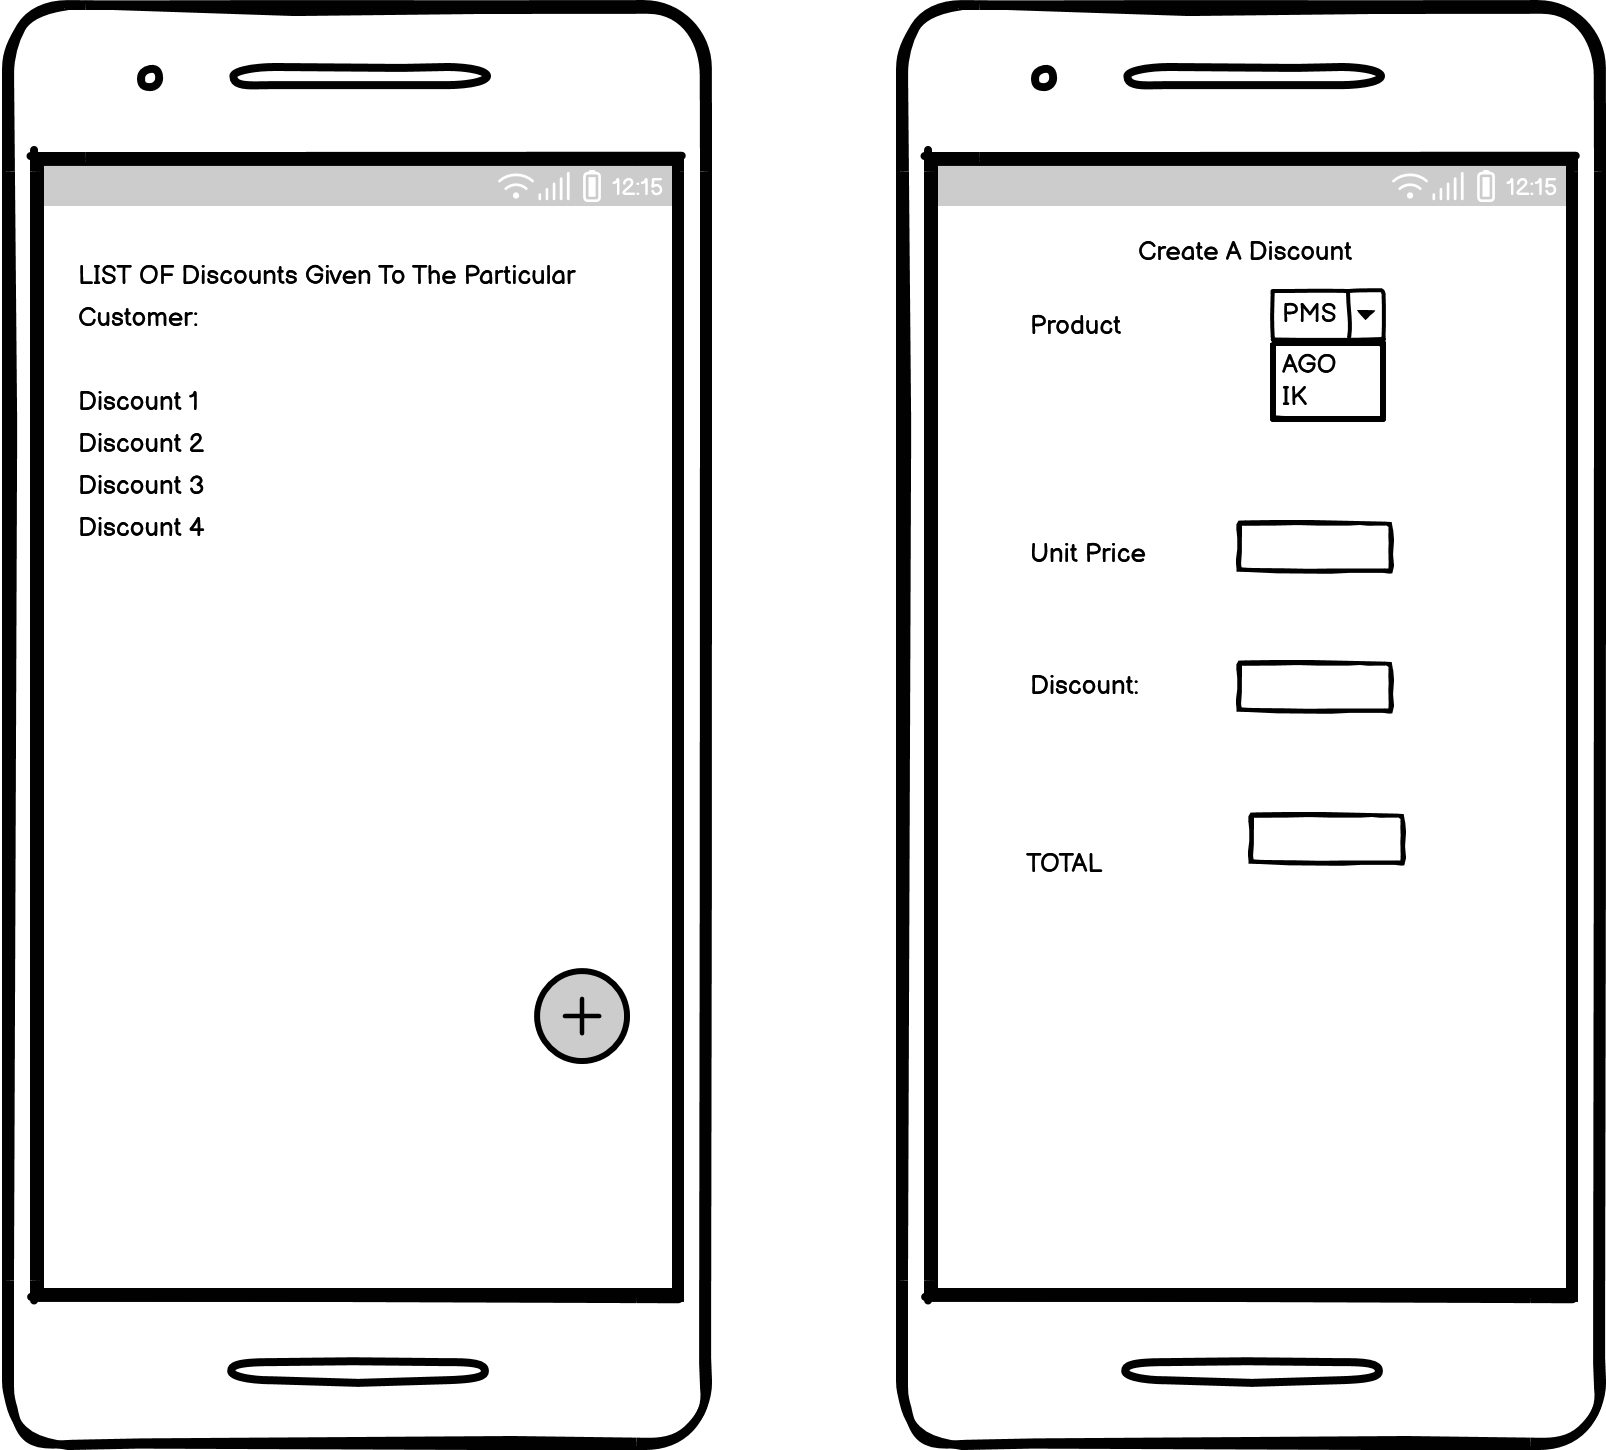 12:15
LIST OF Discounts Given To The Particular
Customer:
Discount 1
Discount 2
Discount 3
Discount 4
12:15
Create A Discount
Product
PMS
AGO
IK
Unit Price
Discount:
TOTAL